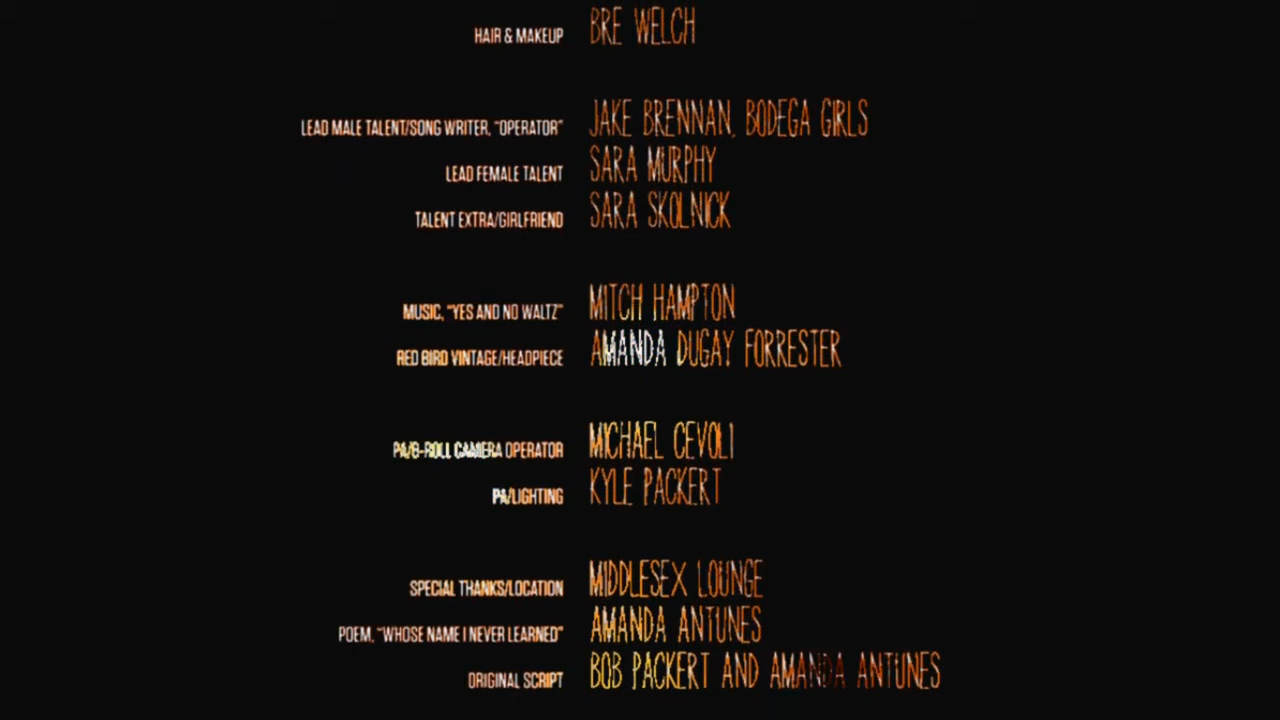 HAIR & MAKEUP BRE WELCH
LEAD MALE TALENT/SONG WRITER, "OPERATOR" JAKE BRENNAN, BODEGA GIRLS
LEAD FEMALE TALENT SARA MURPHY
TALENT EXTRA/GIRLFRIEND SARA SKOLNICK
MUSIC, "YES AND NO WALTZ" MITCH HAMPTON
RED BIRD VINTAGE/HEADPIECE AMANDA DUGAY FORRESTER
PA/B-ROLL CAMERA OPERATOR MICHAEL CEVOLI
PA/LIGHTING KYLE PACKERT
SPECIAL THANKS/LOCATION MIDDLESEX LOUNGE
POEM, "WHOSE NAME I NEVER LEARNED" AMANDA ANTUNES
ORIGINAL SCRIPT BOB PACKERT AND AMANDA ANTUNES